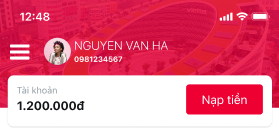 12:48
NGUYEN VAN HA
0981234567
Tài khoản
1.200.000đ
Nạp tiền